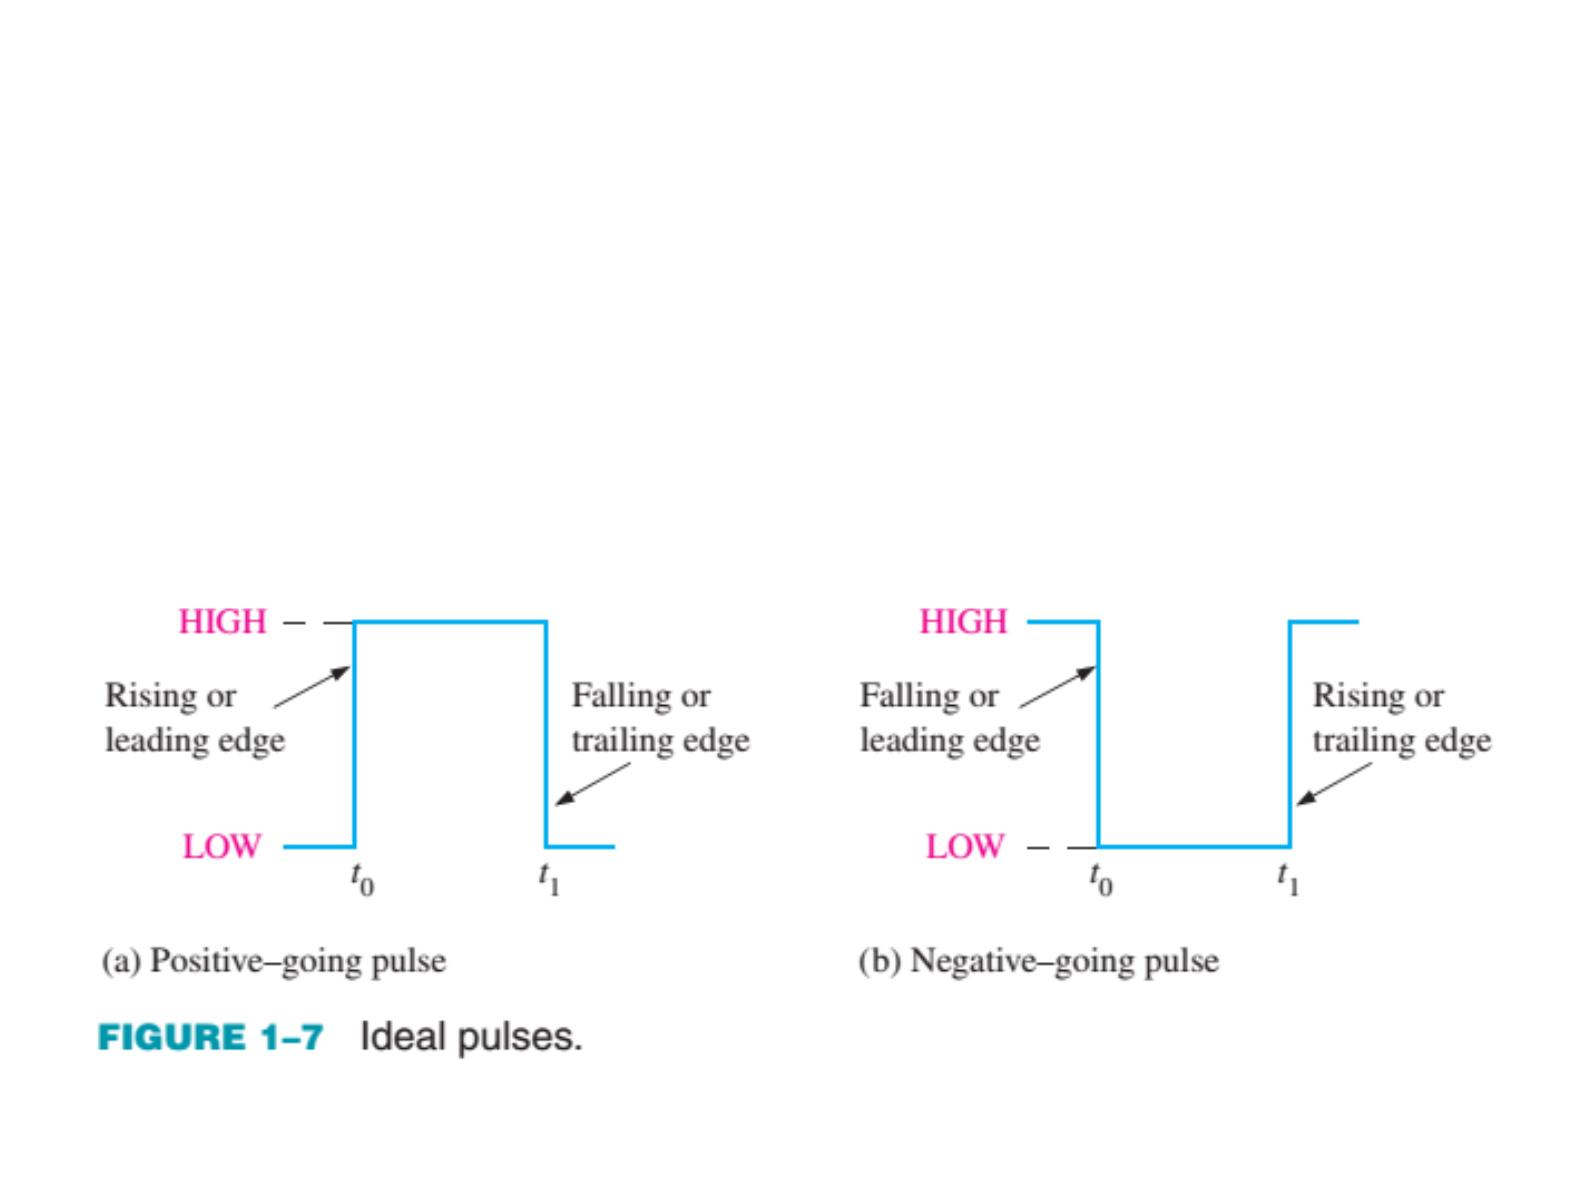 HIGH
Rising or
leading edge
Falling or
trailing edge
LOW
t0
t1
(a) Positive–going pulse
HIGH
Falling or
leading edge
Rising or
trailing edge
LOW
t0
t1
(b) Negative–going pulse
FIGURE 1–7 Ideal pulses.